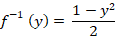 f⁻¹ (y) = (1 − y²)/2